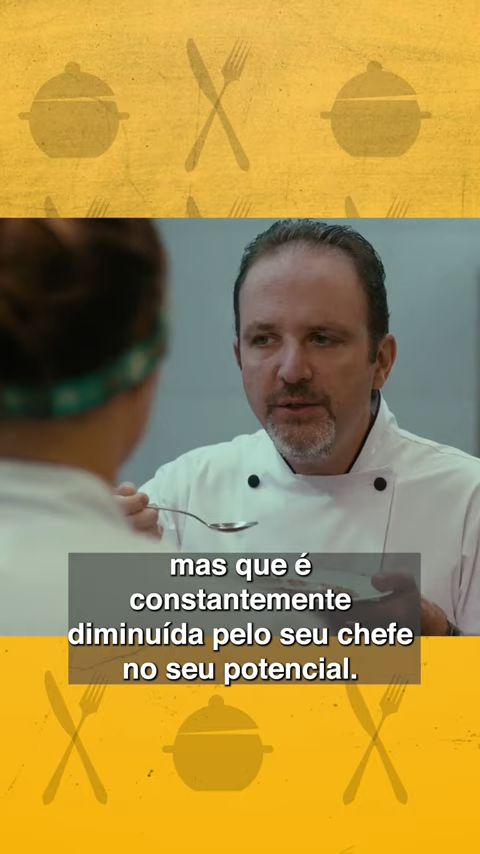 mas que é
constantemente
diminuída pelo seu chefe
no seu potencial.